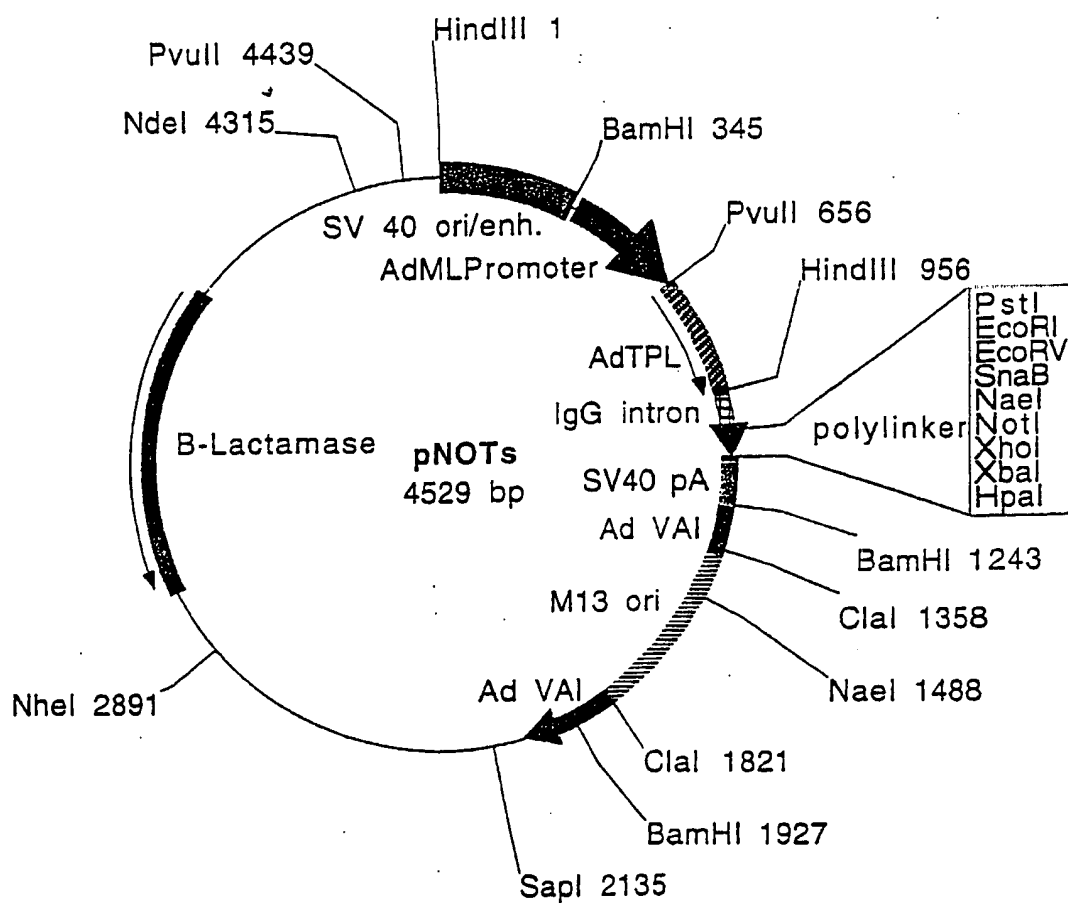 HindIII 1
PvuII 4439
NdeI 4315
BamHI 345
PvuII 656
SV 40 ori/enh.
AdMLPromoter
HindIII 956
PstI
EcoRI
EcoRV
SnaB
NaeI
NotI
XhoI
XbaI
HpaI
AdTPL
IgG intron
polylinker
B-Lactamase
pNOTs
4529 bp
SV40 pA
Ad VAI
BamHI 1243
M13 ori
ClaI 1358
NaeI 1488
Ad VAI
NheI 2891
ClaI 1821
BamHI 1927
SapI 2135